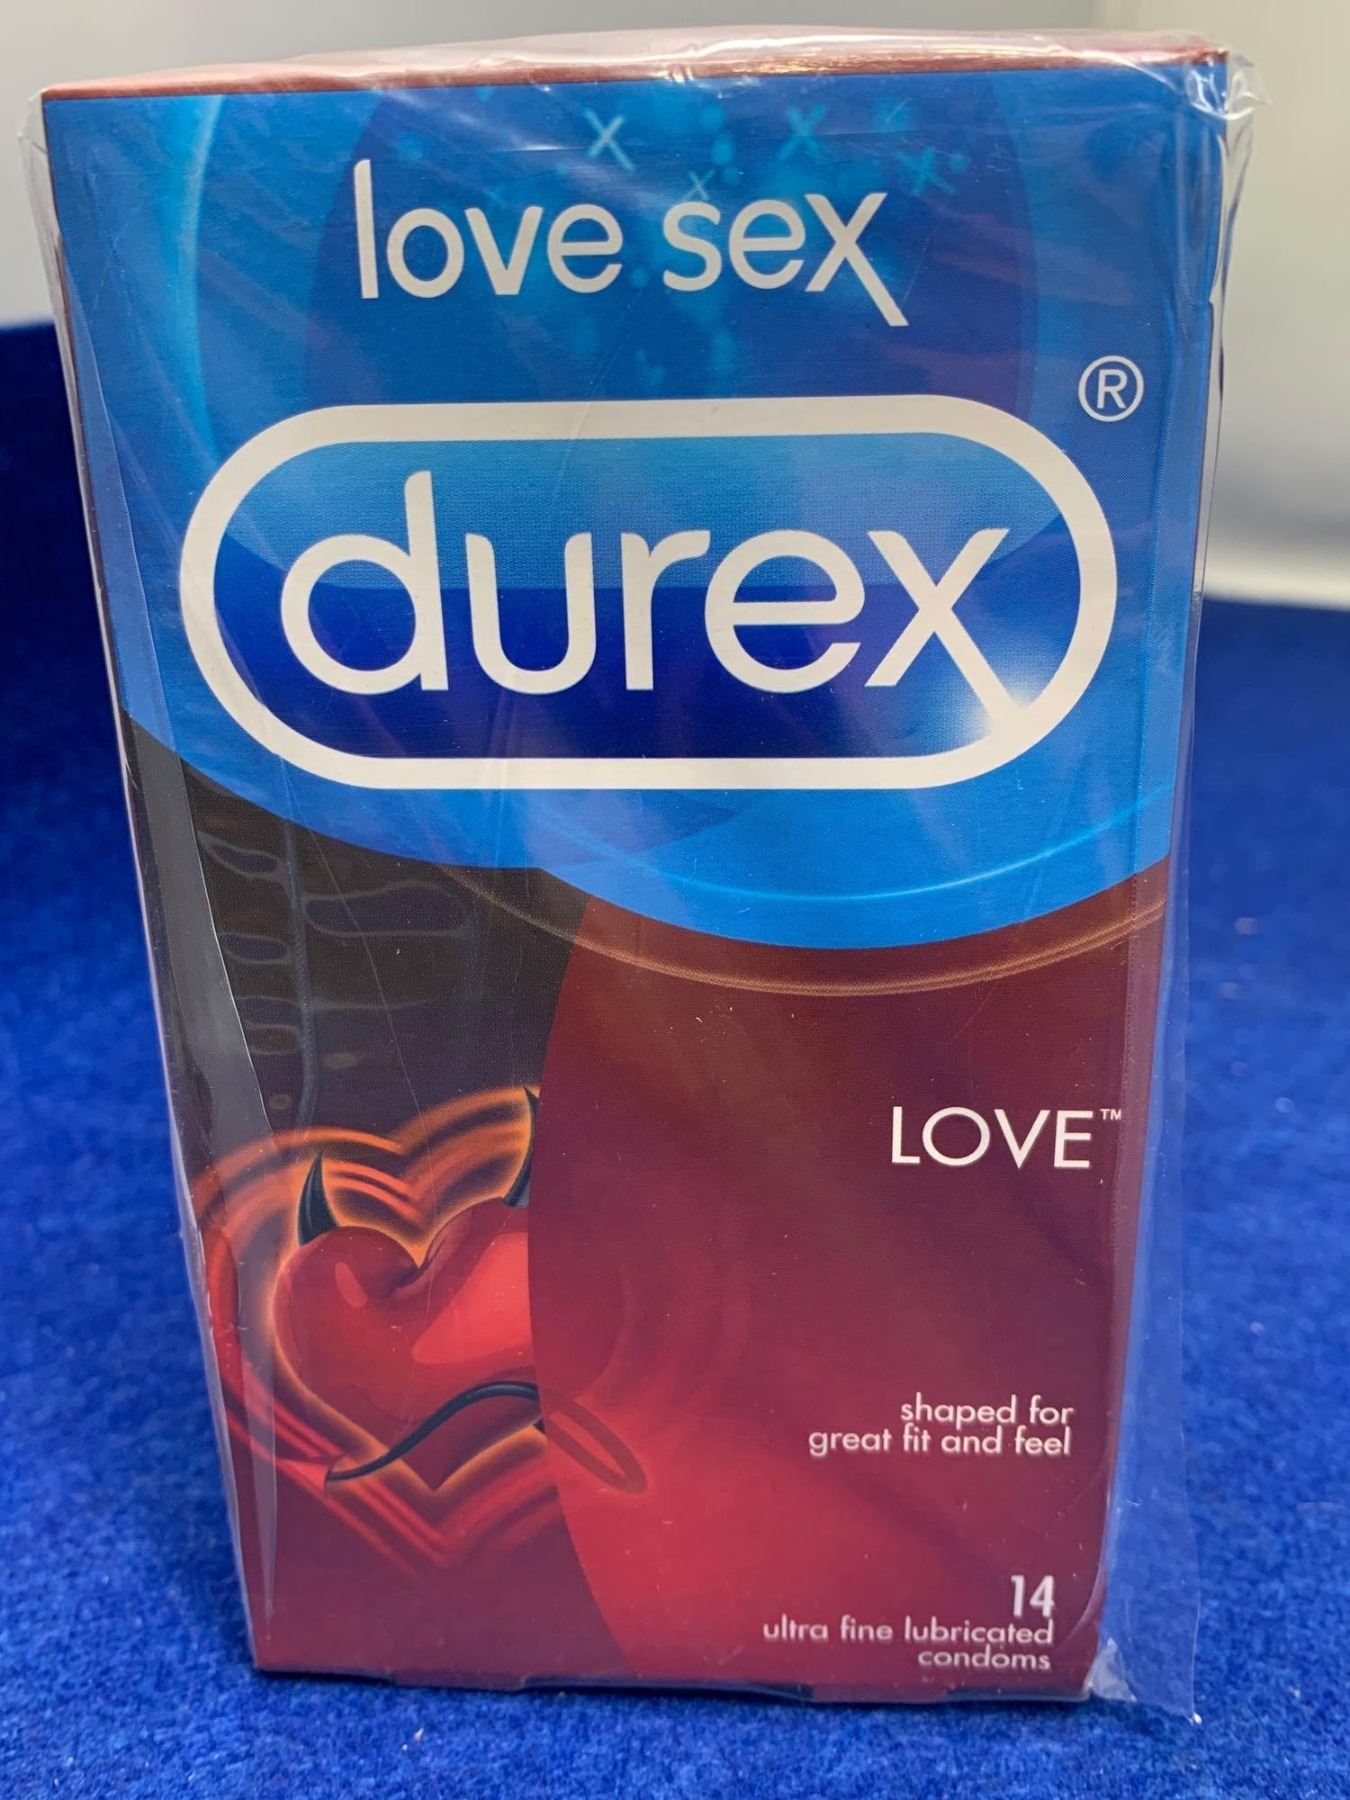 love sex
durex®
LOVE™
shaped for
great fit and feel
14
ultra fine lubricated
condoms